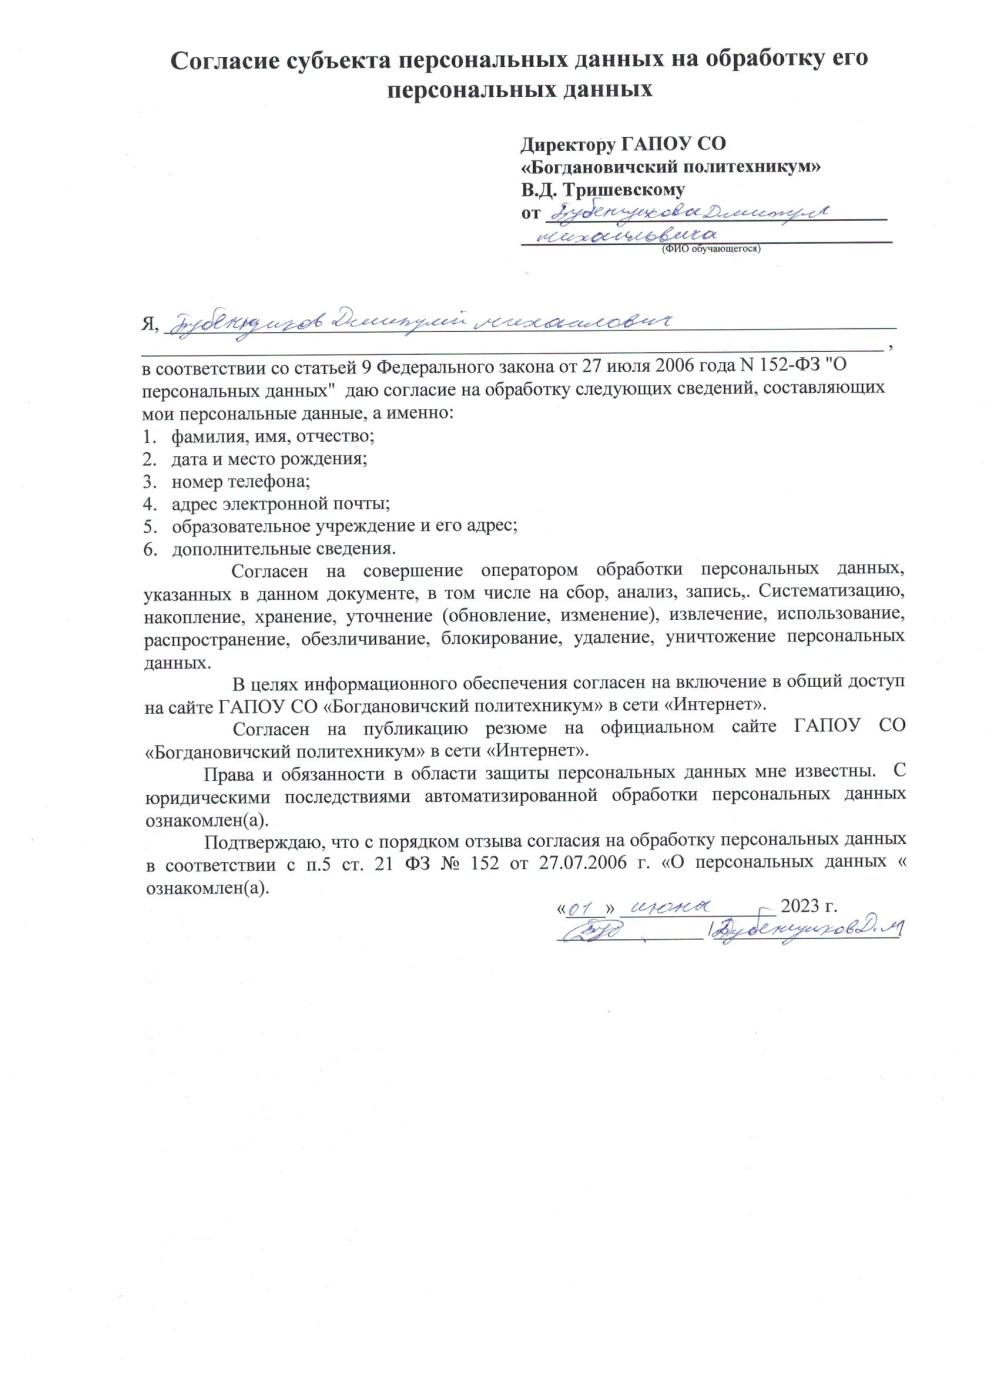 Согласие субъекта персональных данных на обработку его
персональных данных
Директору ГАПОУ СО
«Богдановичский политехникум»
В.Д. Тришевскому
от Бубенщикова Дмитрия
Михайловича
(ФИО обучающегося)
Я, Бубенщиков Дмитрий Михайлович
,
в соответствии со статьей 9 Федерального закона от 27 июля 2006 года N 152-ФЗ "О
персональных данных" даю согласие на обработку следующих сведений, составляющих
мои персональные данные, а именно:
1. фамилия, имя, отчество;
2. дата и место рождения;
3. номер телефона;
4. адрес электронной почты;
5. образовательное учреждение и его адрес;
6. дополнительные сведения.
Согласен на совершение оператором обработки персональных данных,
указанных в данном документе, в том числе на сбор, анализ, запись,. Систематизацию,
накопление, хранение, уточнение (обновление, изменение), извлечение, использование,
распространение, обезличивание, блокирование, удаление, уничтожение персональных
данных.
В целях информационного обеспечения согласен на включение в общий доступ
на сайте ГАПОУ СО «Богдановичский политехникум» в сети «Интернет».
Согласен на публикацию резюме на официальном сайте ГАПОУ СО
«Богдановичский политехникум» в сети «Интернет».
Права и обязанности в области защиты персональных данных мне известны. С
юридическими последствиями автоматизированной обработки персональных данных
ознакомлен(а).
Подтверждаю, что с порядком отзыва согласия на обработку персональных данных
в соответствии с п.5 ст. 21 ФЗ № 152 от 27.07.2006 г. «О персональных данных «
ознакомлен(а).
«01» июня 2023 г.
/Бубенщиков Д.М/